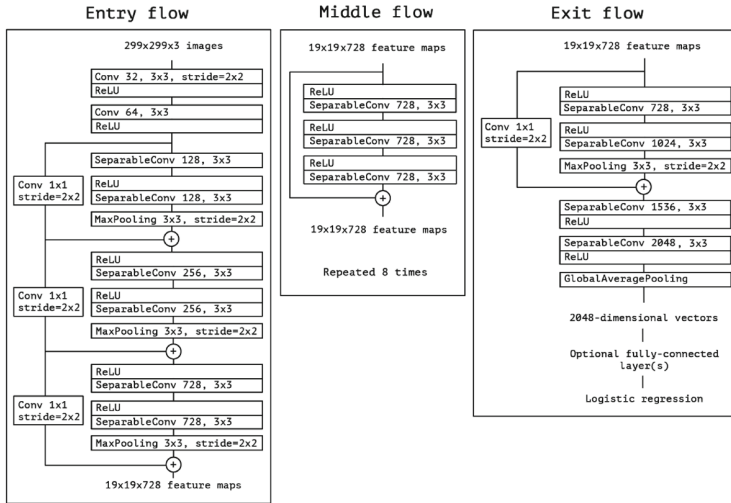 Entry flow
299x299x3 images
Conv 32, 3x3, stride=2x2
ReLU
Conv 64, 3x3
ReLU
SeparableConv 128, 3x3
Conv 1x1
stride=2x2
ReLU
SeparableConv 128, 3x3
MaxPooling 3x3, stride=2x2
+
ReLU
SeparableConv 256, 3x3
Conv 1x1
stride=2x2
ReLU
SeparableConv 256, 3x3
MaxPooling 3x3, stride=2x2
+
ReLU
SeparableConv 728, 3x3
Conv 1x1
stride=2x2
ReLU
SeparableConv 728, 3x3
MaxPooling 3x3, stride=2x2
+
19x19x728 feature maps
Middle flow
19x19x728 feature maps
ReLU
SeparableConv 728, 3x3
ReLU
SeparableConv 728, 3x3
ReLU
SeparableConv 728, 3x3
+
19x19x728 feature maps
Repeated 8 times
Exit flow
19x19x728 feature maps
ReLU
SeparableConv 728, 3x3
Conv 1x1
stride=2x2
ReLU
SeparableConv 1024, 3x3
MaxPooling 3x3, stride=2x2
+
SeparableConv 1536, 3x3
ReLU
SeparableConv 2048, 3x3
ReLU
GlobalAveragePooling
2048-dimensional vectors
Optional fully-connected
layer(s)
Logistic regression